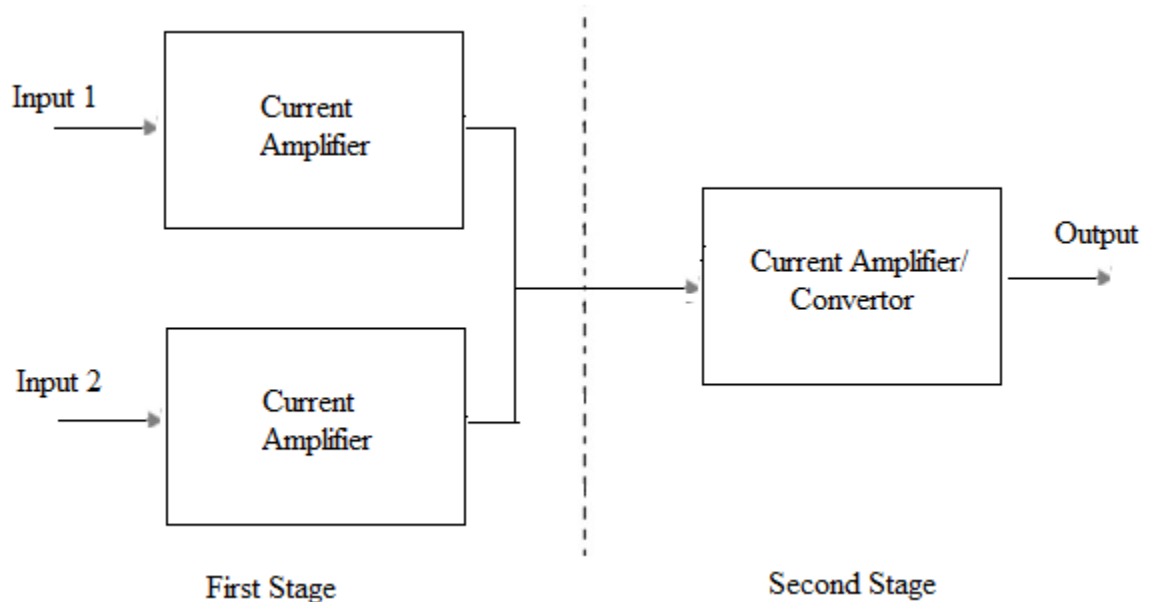 Input 1
Current
Amplifier
Input 2
Current
Amplifier
First Stage
Current Amplifier/
Convertor
Output
Second Stage